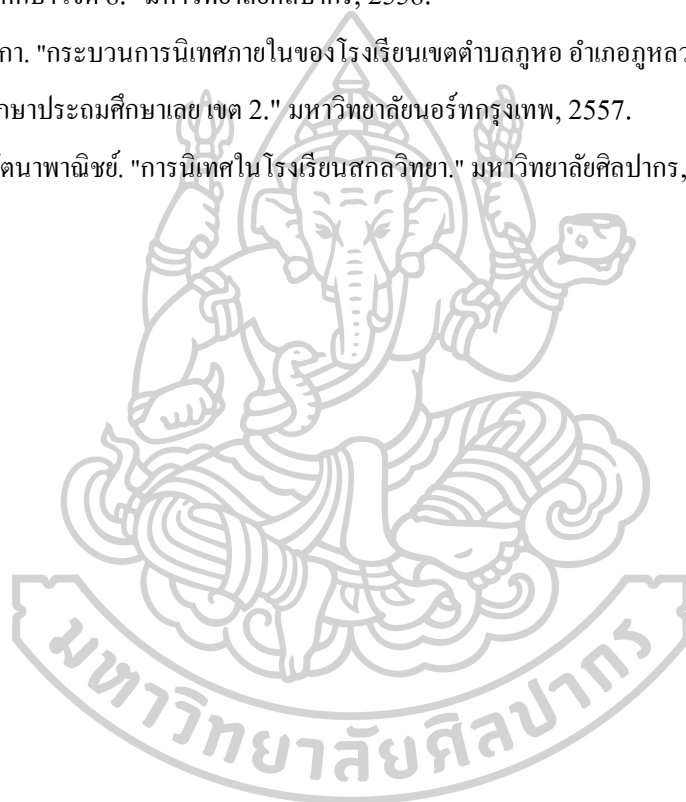 8." มหาวิทยาลัยศิลปากร, 2558.
กา. "กระบวนการนิเทศภายในของโรงเรียนเขตตำบลภูหอ อำเภอภูหลว
กษาประถมศึกษาเลย เขต 2." มหาวิทยาลัยนอร์ทกรุงเทพ, 2557.
ัตนาพาณิชย์. "การนิเทศในโรงเรียนสกลวิทยา." มหาวิทยาลัยศิลปากร,
มหาวิทยาลัยศิลปากร